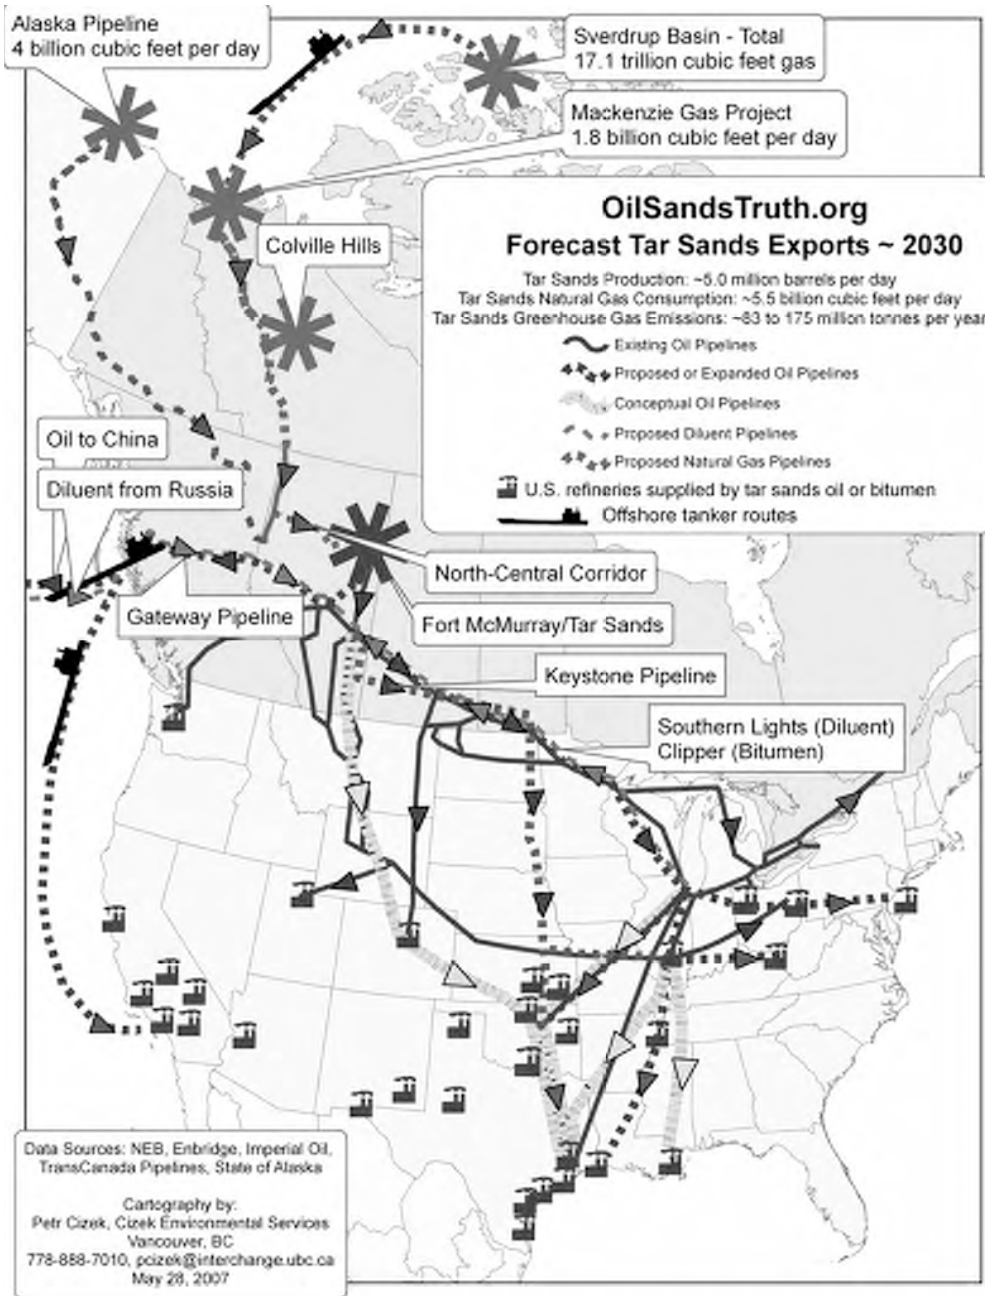 Alaska Pipeline
4 billion cubic feet per day
Sverdrup Basin - Total
17.1 trillion cubic feet gas
Mackenzie Gas Project
1.8 billion cubic feet per day
Colville Hills
OilSandsTruth.org
Forecast Tar Sands Exports ~ 2030
Tar Sands Production: ~5.0 million barrels per day
Tar Sands Natural Gas Consumption: ~5.5 billion cubic feet per day
Tar Sands Greenhouse Gas Emissions: ~83 to 175 million tonnes per year
Existing Oil Pipelines
Proposed or Expanded Oil Pipelines
Conceptual Oil Pipelines
Proposed Diluent Pipelines
Proposed Natural Gas Pipelines
U.S. refineries supplied by tar sands oil or bitumen
Offshore tanker routes
Oil to China
Diluent from Russia
North-Central Corridor
Gateway Pipeline
Fort McMurray/Tar Sands
Keystone Pipeline
Southern Lights (Diluent)
Clipper (Bitumen)
Data Sources: NEB, Enbridge, Imperial Oil,
TransCanada Pipelines, State of Alaska
Cartography by:
Petr Cizek, Cizek Environmental Services
Vancouver, BC
778-888-7010, pcizek@interchange.ubc.ca
May 28, 2007